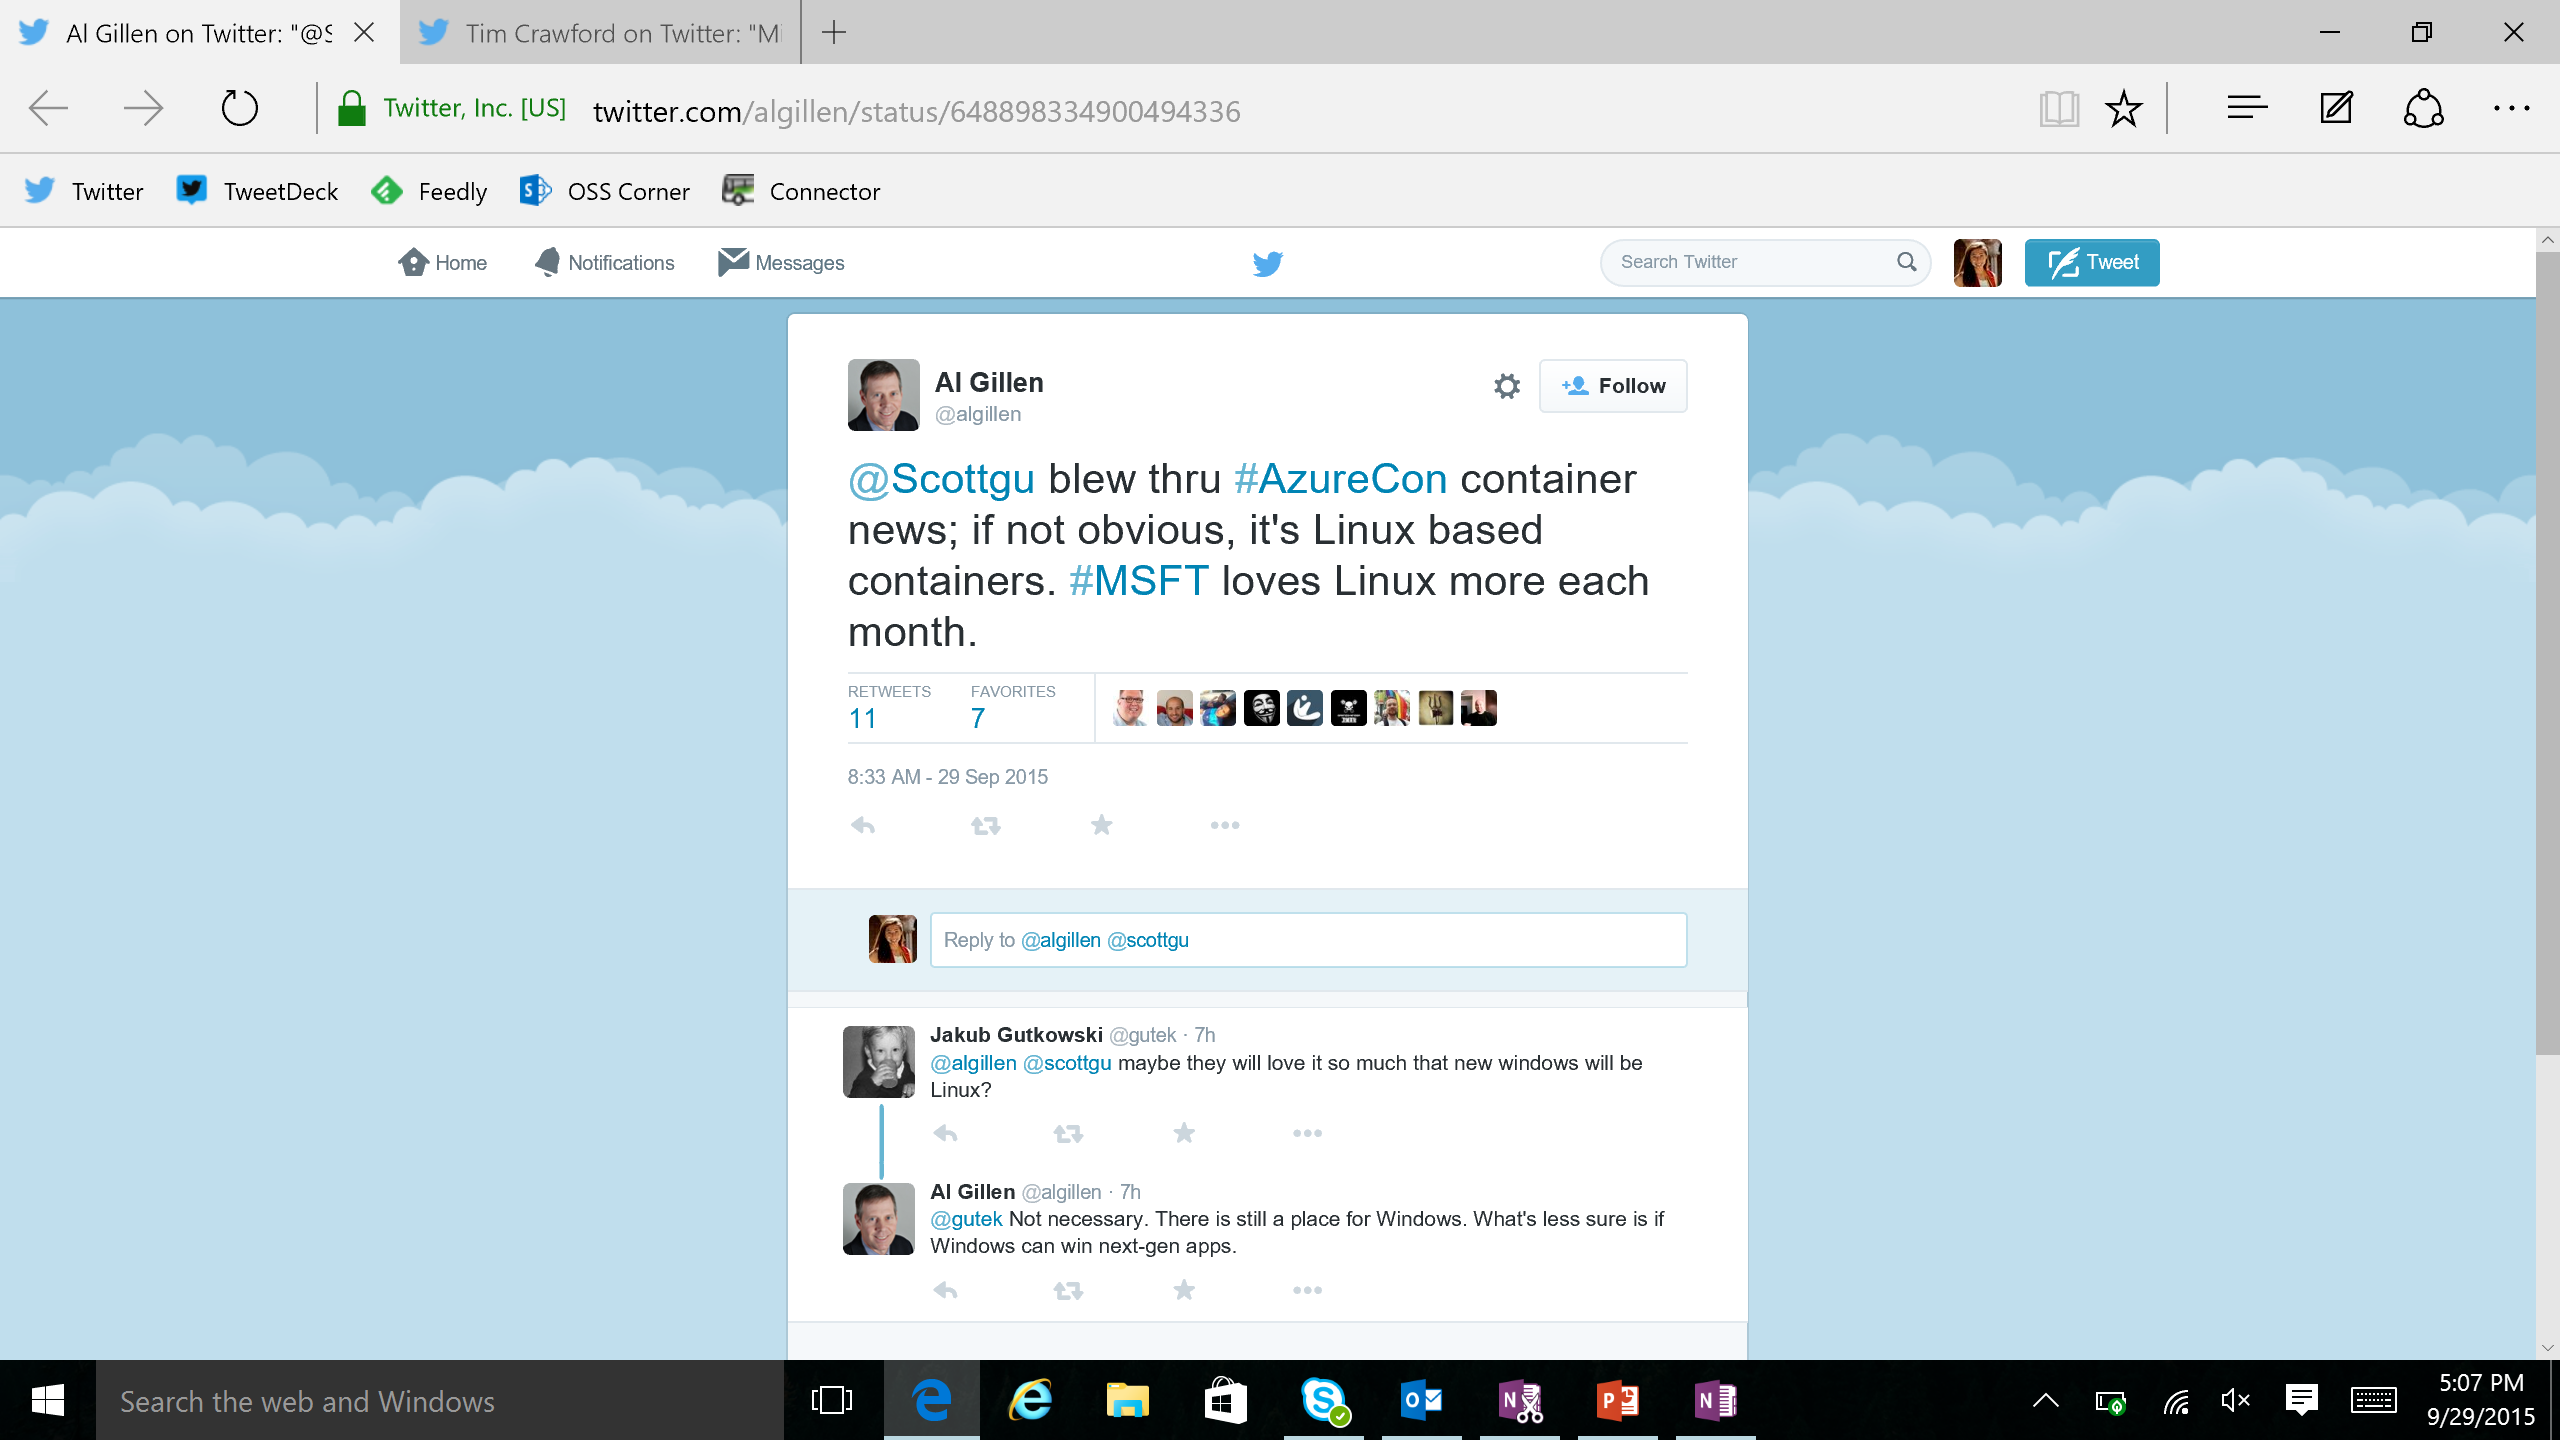 Al Gillen on Twitter: "@S
Tim Crawford on Twitter: "Mi
Twitter, Inc. [US] twitter.com/algillen/status/648898334900494336
Twitter TweetDeck Feedly OSS Corner Connector
Home Notifications Messages Search Twitter Tweet
Al Gillen
@algillen
Follow
@Scottgu blew thru #AzureCon container
news; if not obvious, it's Linux based
containers. #MSFT loves Linux more each
month.
RETWEETS FAVORITES
11 7
8:33 AM - 29 Sep 2015
Reply to @algillen @scottgu
Jakub Gutkowski @gutek · 7h
@algillen @scottgu maybe they will love it so much that new windows will be
Linux?
Al Gillen @algillen · 7h
@gutek Not necessary. There is still a place for Windows. What's less sure is if
Windows can win next-gen apps.
Search the web and Windows
5:07 PM
9/29/2015